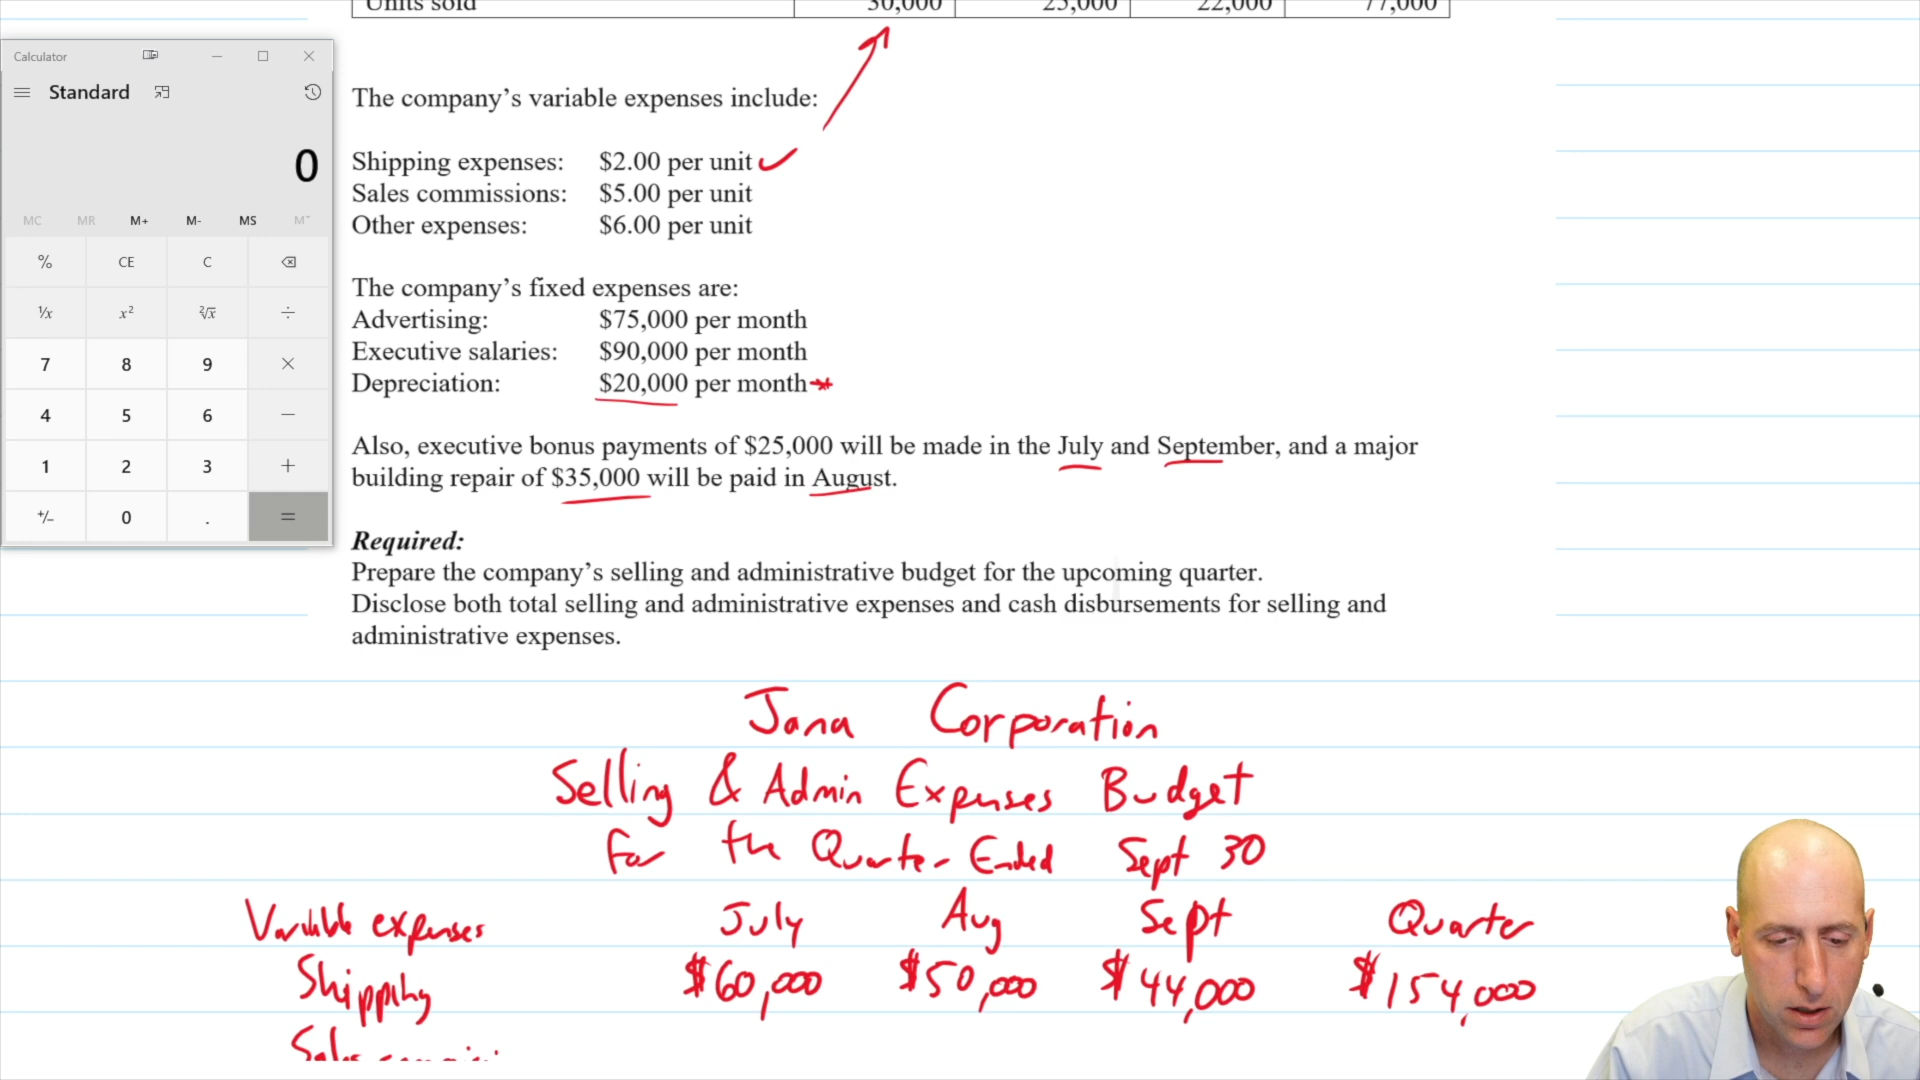 Units sold 30,000 25,000 22,000 77,000
Calculator
Standard
The company's variable expenses include:
0
Shipping expenses: $2.00 per unit
Sales commissions: $5.00 per unit
MC MR M+ M- MS M˅
Other expenses: $6.00 per unit
% CE C
The company's fixed expenses are:
¹/x x² ²√x ÷
Advertising: $75,000 per month
Executive salaries: $90,000 per month
7 8 9 ×
Depreciation: $20,000 per month*
4 5 6 −
Also, executive bonus payments of $25,000 will be made in the July and September, and a major
1 2 3 +
building repair of $35,000 will be paid in August.
+/- 0 . =
Required:
Prepare the company's selling and administrative budget for the upcoming quarter.
Disclose both total selling and administrative expenses and cash disbursements for selling and
administrative expenses.
Jana Corporation
Selling & Admin Expenses Budget
For the Quarter Ended Sept 30
Variable expenses July Aug Sept Quarter
Shipping $60,000 $50,000 $44,000 $154,000
Sales